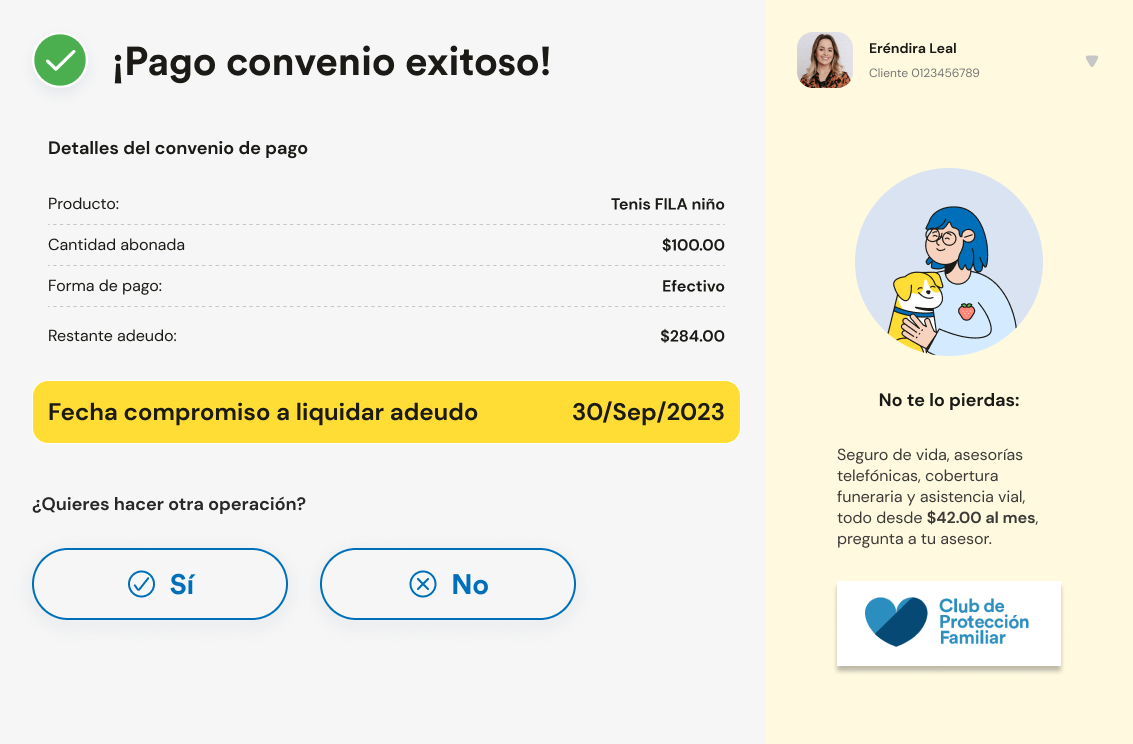 ¡Pago convenio exitoso!
Detalles del convenio de pago
Producto: Tenis FILA niño
Cantidad abonada $100.00
Forma de pago: Efectivo
Restante adeudo: $284.00
Fecha compromiso a liquidar adeudo 30/Sep/2023
¿Quieres hacer otra operación?
Sí No
Eréndira Leal
Cliente 0123456789
No te lo pierdas:
Seguro de vida, asesorías
telefónicas, cobertura
funeraria y asistencia vial,
todo desde $42.00 al mes,
pregunta a tu asesor.
Club de
Protección
Familiar